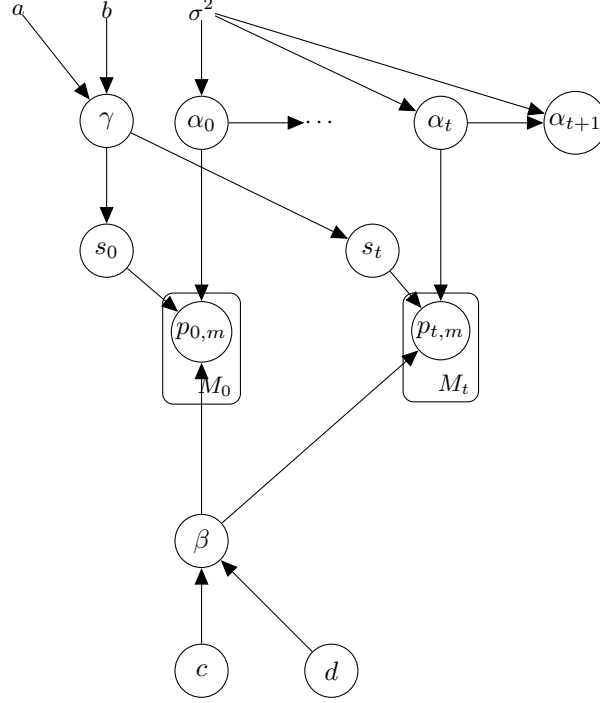 a b σ²
γ α₀ ⋯ αₜ αₜ₊₁
s₀ sₜ
p₀,ₘ pₜ,ₘ
M₀ Mₜ
β
c d